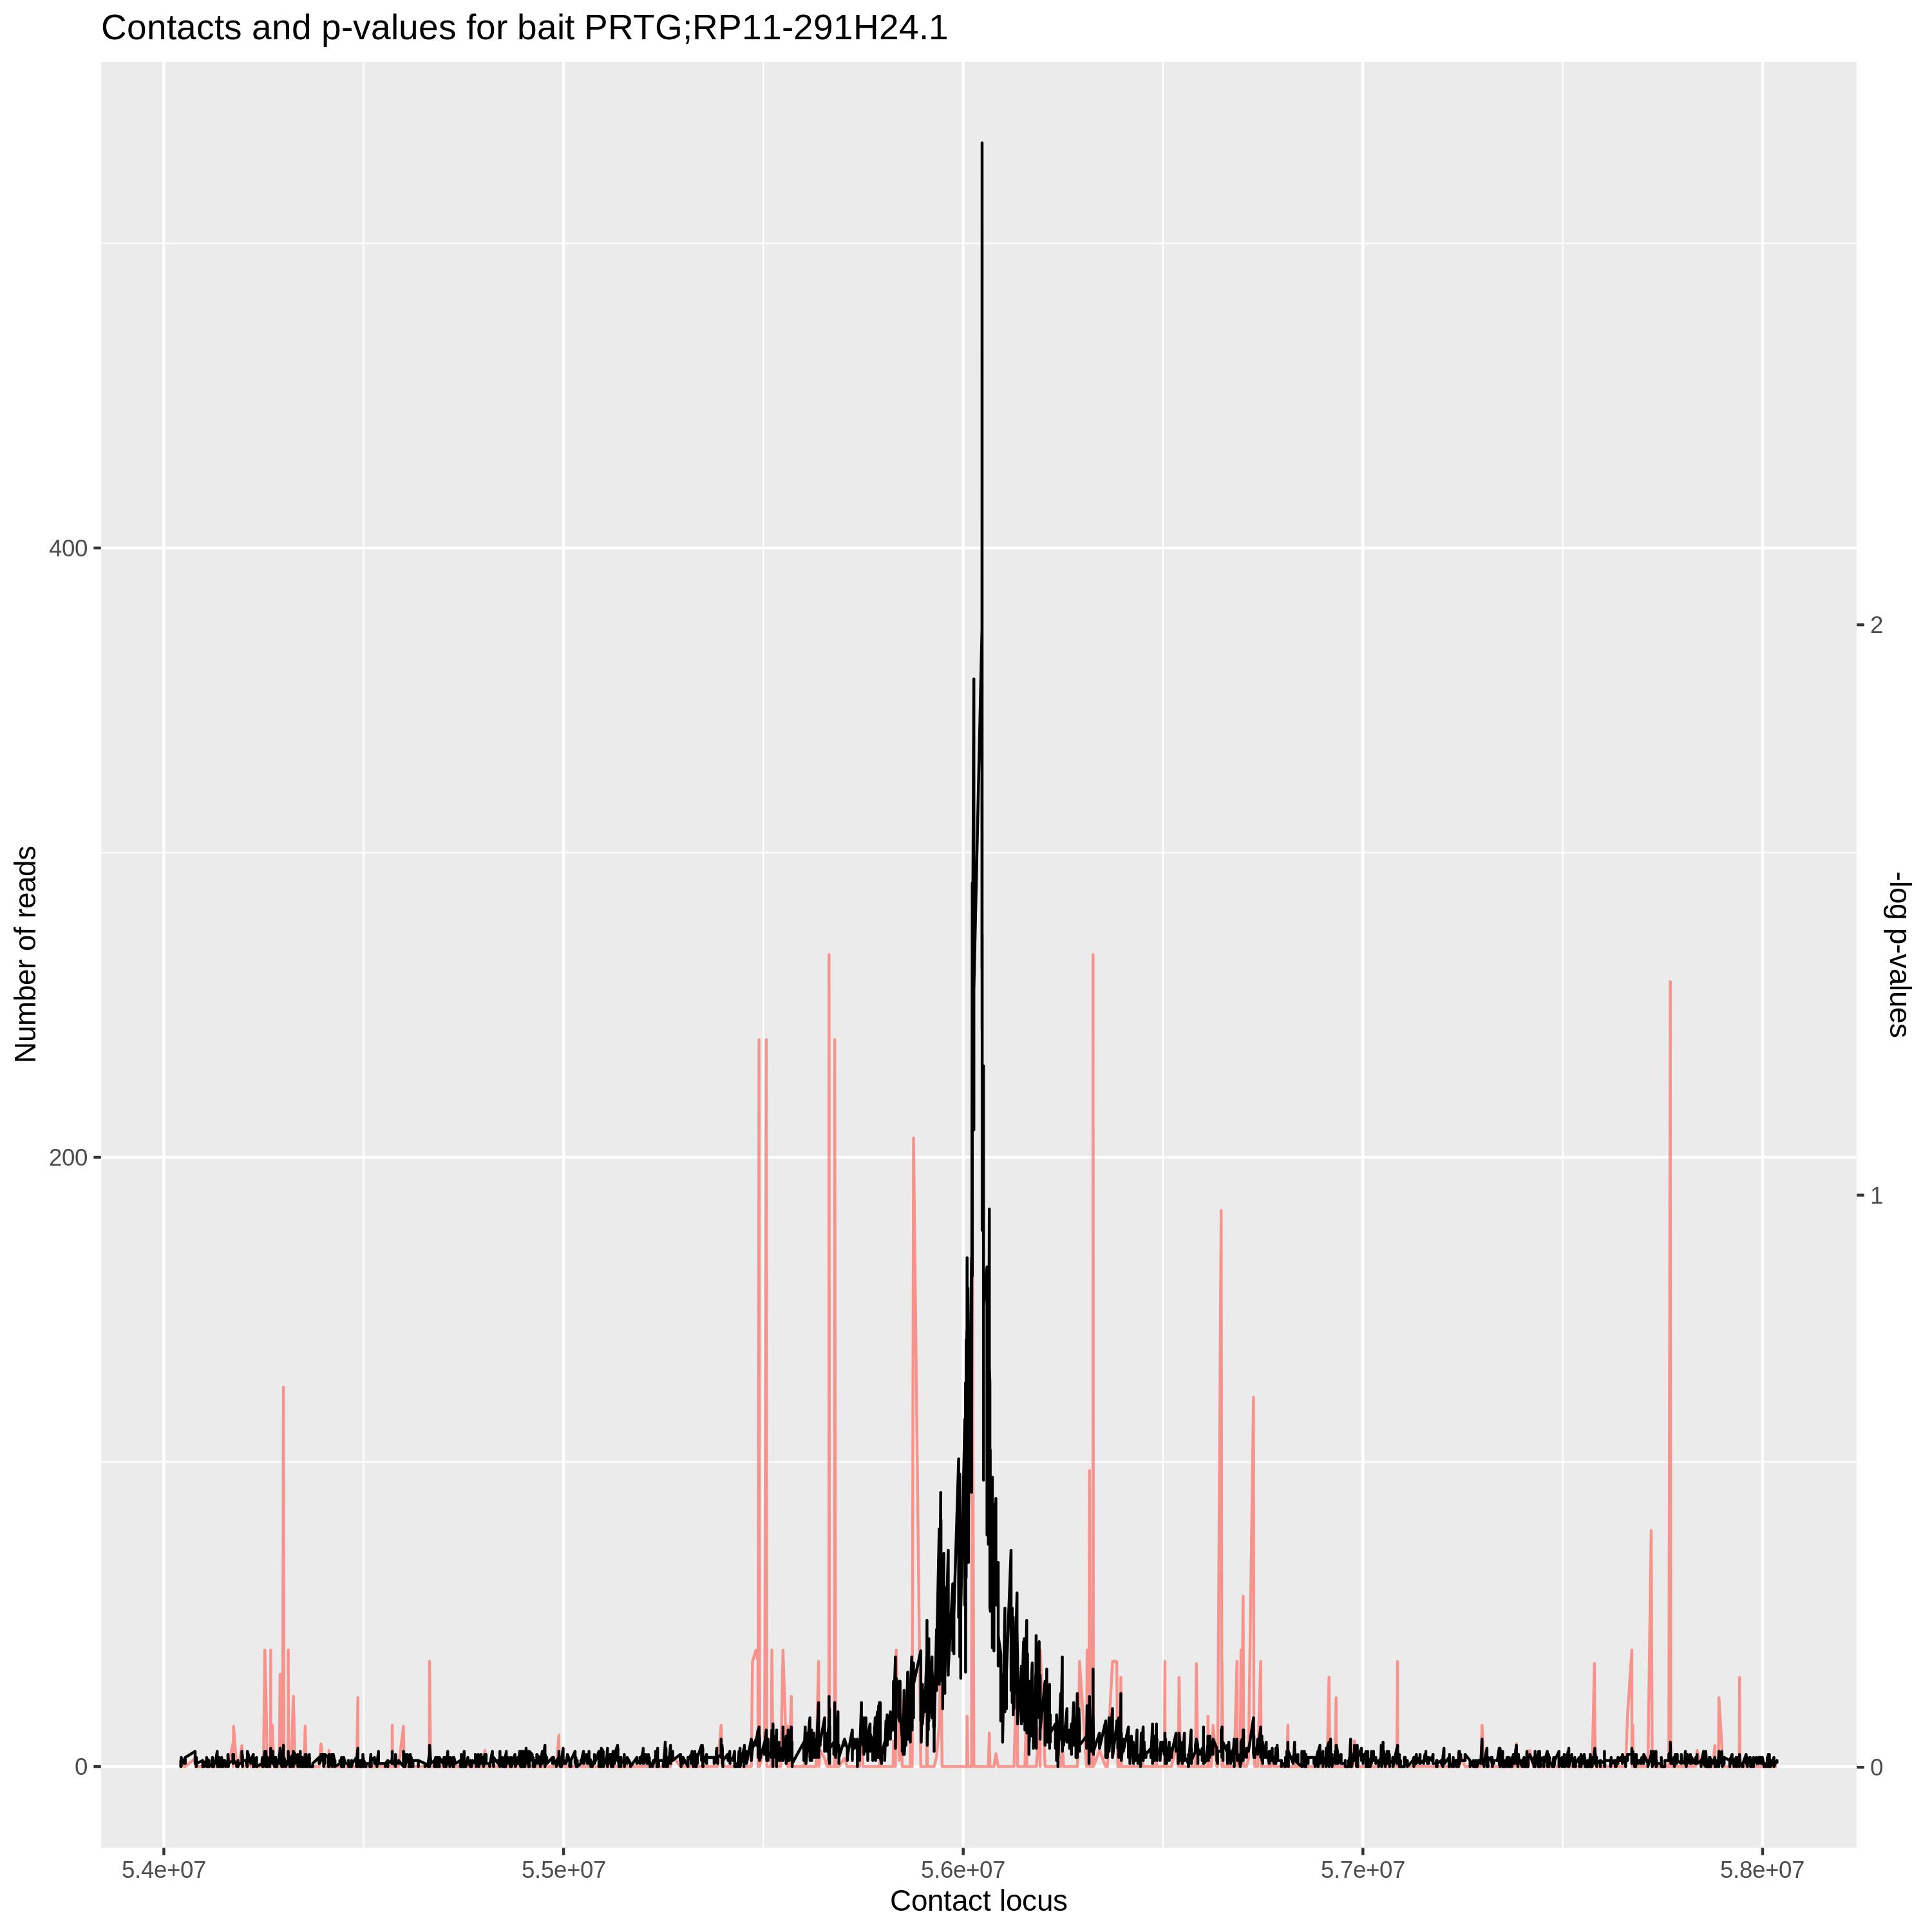 Contacts and p-values for bait PRTG;RP11-291H24.1
Number of reads
400
200
0
2
1
0
-log p-values
5.4e+07
5.5e+07
5.6e+07
5.7e+07
5.8e+07
Contact locus